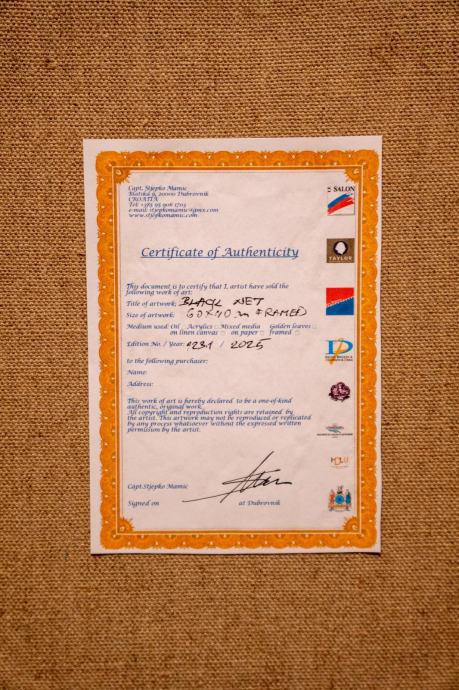 Capt. Stjepko Mamic
CROATIA
www.stjepkomamic.com
SALON
TAYLOR
Certificate of Authenticity
This document is to certify that I, artist have sold the
following work of art:
Title of artwork: BLACK NET
Size of artwork: 60x40 FRAMED
Medium used: Oil Acrylics Mixed media Golden leaves
on linen canvas on paper framed
Edition No. / Year: 1231 / 2025
to the following purchaser:
Name:
Address:
This work of art is hereby declared to be a one-of-kind
authentic, original work.
All copyright and reproduction rights are retained by
the artist. This artwork may not be reproduced or replicated
by any process whatsoever without the expressed written
permission by the artist.
Capt.Stjepko Mamic
Signed on at Dubrovnik